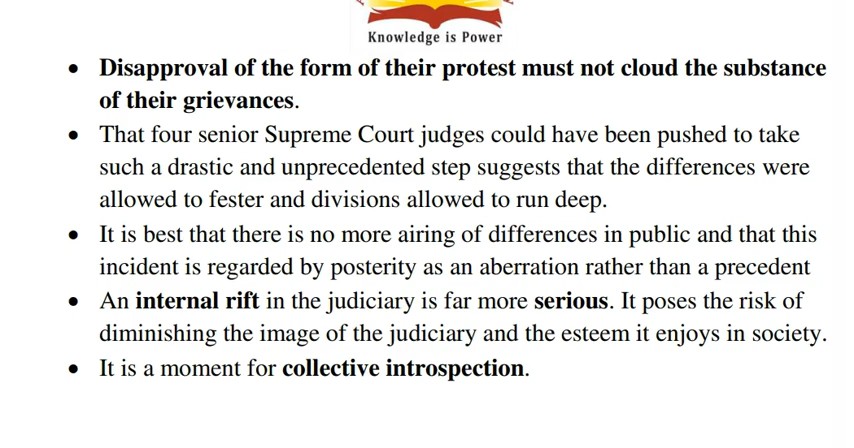 Knowledge is Power
• Disapproval of the form of their protest must not cloud the substance
of their grievances.
• That four senior Supreme Court judges could have been pushed to take
such a drastic and unprecedented step suggests that the differences were
allowed to fester and divisions allowed to run deep.
• It is best that there is no more airing of differences in public and that this
incident is regarded by posterity as an aberration rather than a precedent
• An internal rift in the judiciary is far more serious. It poses the risk of
diminishing the image of the judiciary and the esteem it enjoys in society.
• It is a moment for collective introspection.